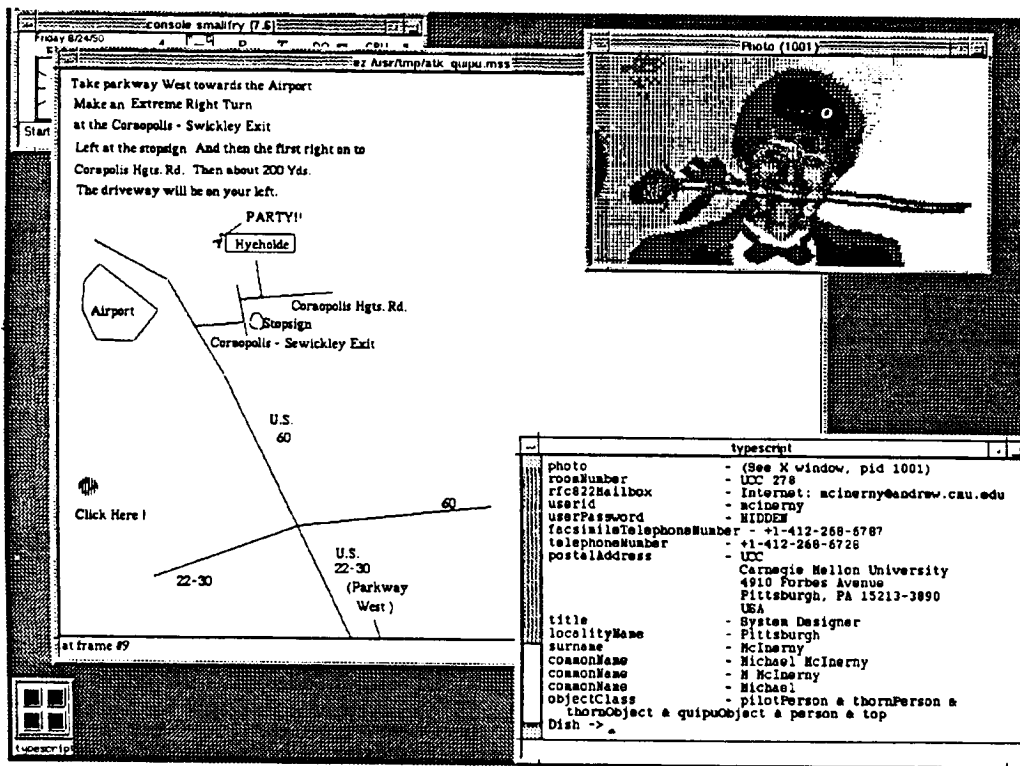 console smallfry (7.6)
Friday 8/24/90
Start
ez /usr/tmp/atk quipu.mss
Take parkway West towards the Airport
Make an Extreme Right Turn
at the Coraopolis - Swickley Exit
Left at the stopsign And then the first right on to
Corapolis Hgts. Rd. Then about 200 Yds.
The driveway will be on your left.
PARTY!!
Hyeholde
Airport
Coraopolis Hgts. Rd.
Stopsign
Coraopolis - Sewickley Exit
U.S.
60
Click Here !
60
22-30
U.S.
22-30
(Parkway
West )
at frame #9
typescript
Photo (1001)
typescript
photo - (See X window, pid 1001)
roomNumber - UCC 278
rfc822Mailbox - Internet: mcinerny@andrew.cmu.edu
userid - mcinerny
userPassword - HIDDEN
facsimileTelephoneNumber - +1-412-268-6787
telephoneNumber - +1-412-268-6728
postalAddress - UCC
Carnegie Mellon University
4910 Forbes Avenue
Pittsburgh, PA 15213-3890
USA
title - System Designer
localityName - Pittsburgh
surname - McInerny
commonName - Michael McInerny
commonName - M McInerny
commonName - Michael
objectClass - pilotPerson & thornPerson &
thornObject & quipuObject & person & top
Dish ->